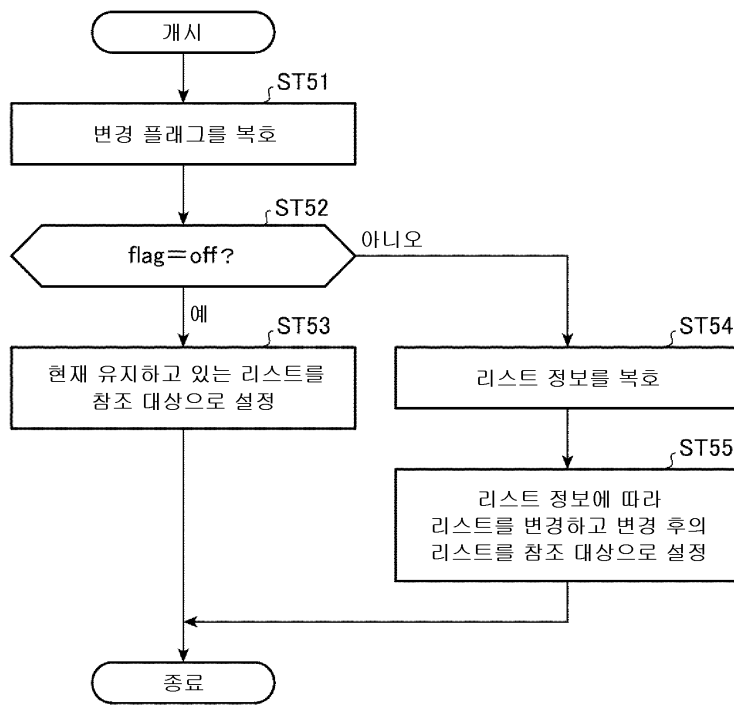 개시
ST51
변경 플래그를 복호
ST52
flag=off?
아니오
예
ST53
현재 유지하고 있는 리스트를
참조 대상으로 설정
ST54
리스트 정보를 복호
ST55
리스트 정보에 따라
리스트를 변경하고 변경 후의
리스트를 참조 대상으로 설정
종료